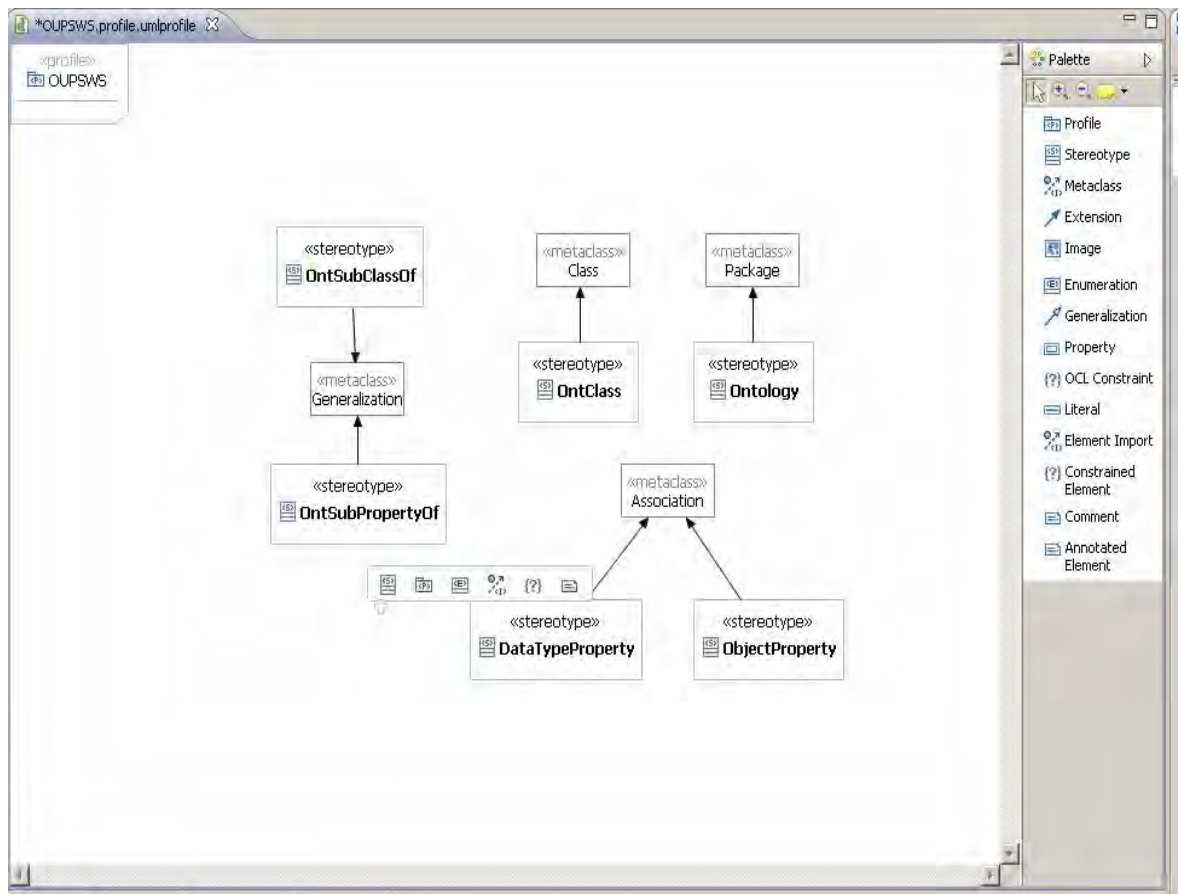 *OUPSWS.profile.umlprofile
«profile»
OUPSWS
«stereotype»
OntSubClassOf
«metaclass»
Generalization
«stereotype»
OntSubPropertyOf
«metaclass»
Class
«stereotype»
OntClass
«metaclass»
Package
«stereotype»
Ontology
«metaclass»
Association
{?}
«stereotype»
DataTypeProperty
«stereotype»
ObjectProperty
Palette
Profile
Stereotype
Metaclass
Extension
Image
Enumeration
Generalization
Property
{?} OCL Constraint
Literal
Element Import
{?} Constrained
Element
Comment
Annotated
Element